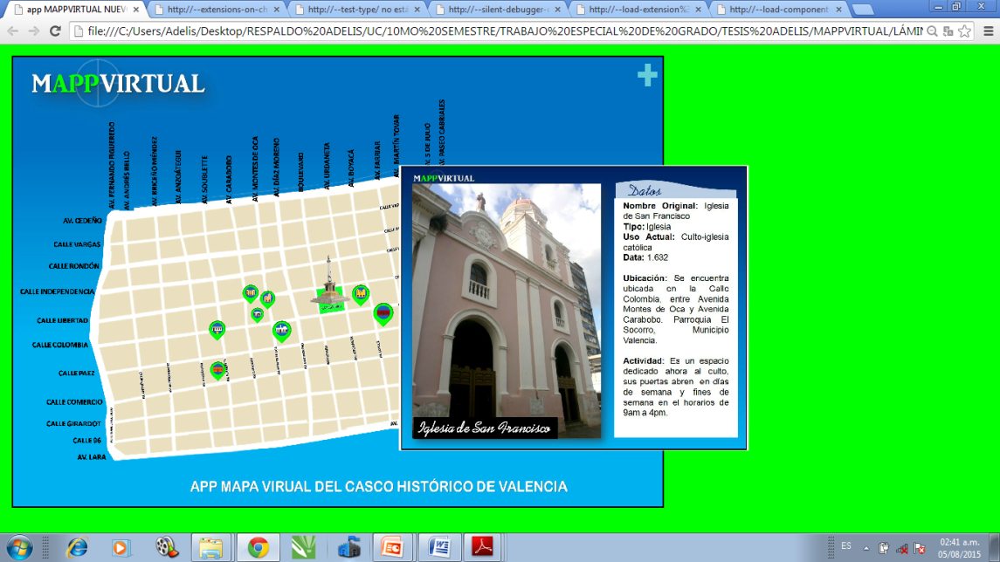 app MAPPVIRTUAL NUEV
http://--extensions-on-ch
http://--test-type/ no está
http://--silent-debugger-e
http://--load-extension%2
http://--load-component
file:///C:/Users/Adelis/Desktop/RESPALDO%20ADELIS/UC/10MO%20SEMESTRE/TRABAJO%20ESPECIAL%20DE%20GRADO/TESIS%20ADELIS/MAPPVIRTUAL/LÁMIN
MAPPVIRTUAL
AV. FERNANDO FIGUEREDO
AV. ANDRÉS BELLÓ
AV. BRICEÑO MÉNDEZ
AV. ANZOÁTEGUI
AV. SOUBLETTE
AV. CARABOBO
AV. MONTES DE OCA
AV. DÍAZ MORENO
BOULEVARD
AV. URDANETA
AV. BOYACÁ
AV. FARRIAR
AV. MARTÍN TOVAR
AV. 5 DE JULIO
AV. PASEO CABRIALES
AV. CEDEÑO
CALLE VARGAS
CALLE RONDÓN
CALLE INDEPENDENCIA
CALLE LIBERTAD
CALLE COLOMBIA
CALLE PAEZ
CALLE COMERCIO
CALLE GIRARDOT
CALLE 06
AV. LARA
MAPPVIRTUAL
Iglesia de San Francisco
Datos
Nombre Original: Iglesia
de San Francisco
Tipo: Iglesia
Uso Actual: Culto-iglesia
católica
Data: 1.632
Ubicación: Se encuentra
ubicada en la Calle
Colombia, entre Avenida
Montes de Oca y Avenida
Carabobo. Parroquia El
Socorro, Municipio
Valencia.
Actividad: Es un espacio
dedicado ahora al culto,
sus puertas abren en días
de semana y fines de
semana en el horarios de
9am a 4pm.
APP MAPA VIRUAL DEL CASCO HISTÓRICO DE VALENCIA
ES
02:41 a.m.
05/08/2015